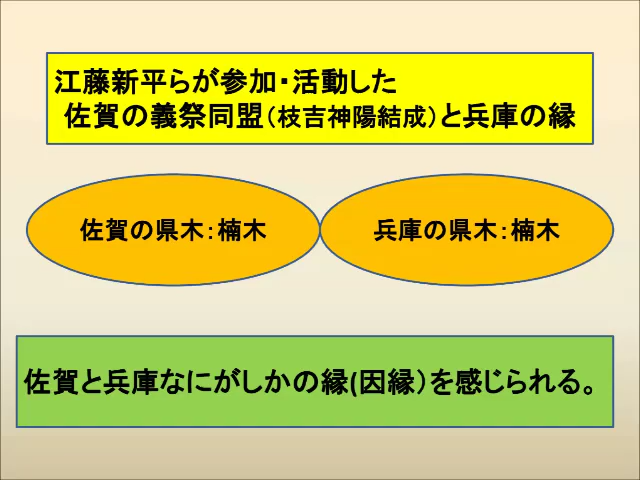 江藤新平らが参加・活動した
佐賀の義祭同盟（枝吉神陽結成）と兵庫の縁
佐賀の県木：楠木
兵庫の県木：楠木
佐賀と兵庫なにがしかの縁(因縁）を感じられる。